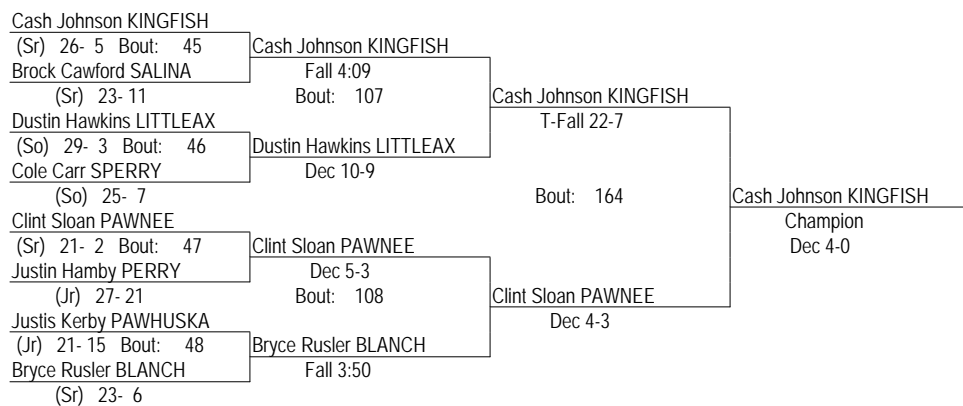 Cash Johnson KINGFISH
(Sr) 26- 5 Bout: 45
Brock Cawford SALINA
(Sr) 23- 11
Dustin Hawkins LITTLEAX
(So) 29- 3 Bout: 46
Cole Carr SPERRY
(So) 25- 7
Clint Sloan PAWNEE
(Sr) 21- 2 Bout: 47
Justin Hamby PERRY
(Jr) 27- 21
Justis Kerby PAWHUSKA
(Jr) 21- 15 Bout: 48
Bryce Rusler BLANCH
(Sr) 23- 6
Cash Johnson KINGFISH
Fall 4:09
Bout: 107
Dustin Hawkins LITTLEAX
Dec 10-9
Clint Sloan PAWNEE
Dec 5-3
Bout: 108
Bryce Rusler BLANCH
Fall 3:50
Cash Johnson KINGFISH
T-Fall 22-7
Bout: 164
Clint Sloan PAWNEE
Dec 4-3
Cash Johnson KINGFISH
Champion
Dec 4-0